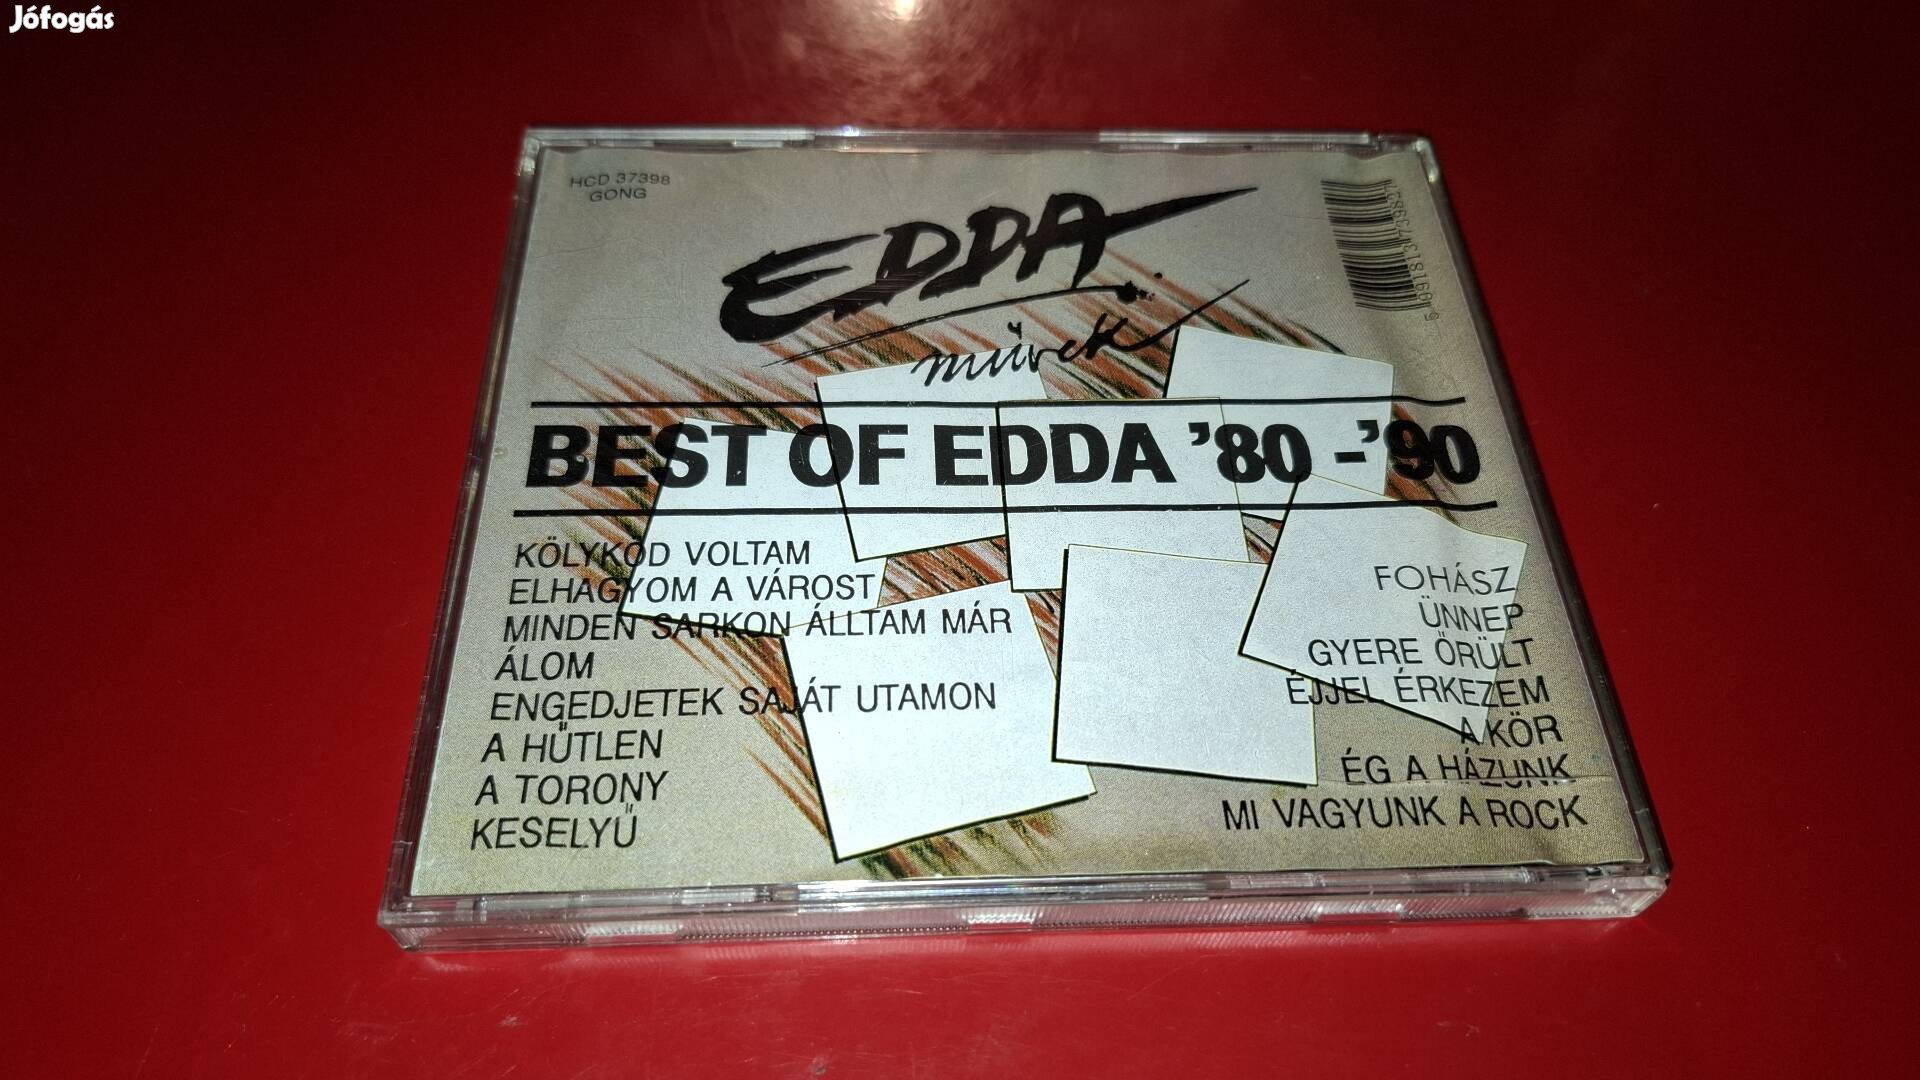 Jófogás
HCD 37398
GONG
EDDA
művek
BEST OF EDDA '80 - '90
KÖLYKÖD VOLTAM
ELHAGYOM A VÁROST
MINDEN SARKON ÁLLTAM MÁR
ÁLOM
ENGEDJETEK SAJÁT UTAMON
A HŰTLEN
A TORONY
KESELYŰ
FOHÁSZ
ÜNNEP
GYERE ŐRÜLT
ÉJJEL ÉRKEZEM
A KÖR
ÉG A HÁZUNK
MI VAGYUNK A ROCK